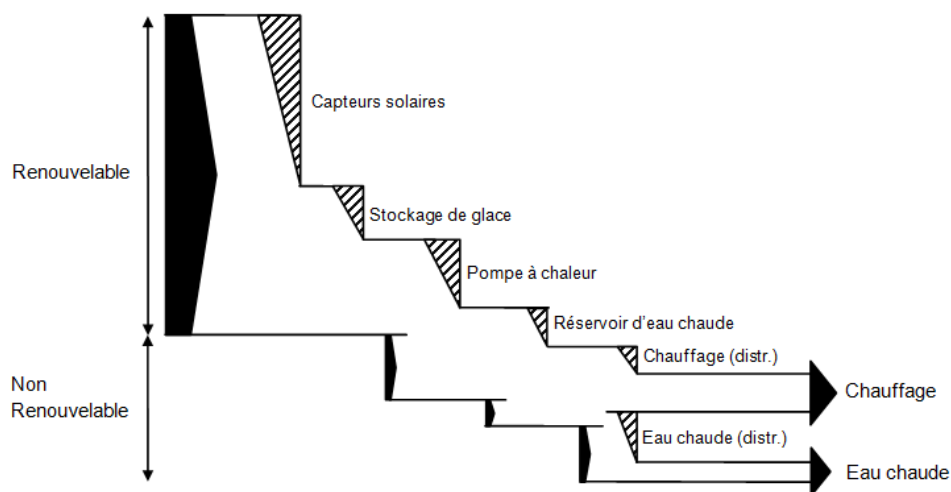 Capteurs solaires
Renouvelable
Stockage de glace
Pompe à chaleur
Réservoir d'eau chaude
Chauffage (distr.)
Non
Renouvelable
Chauffage
Eau chaude (distr.)
Eau chaude